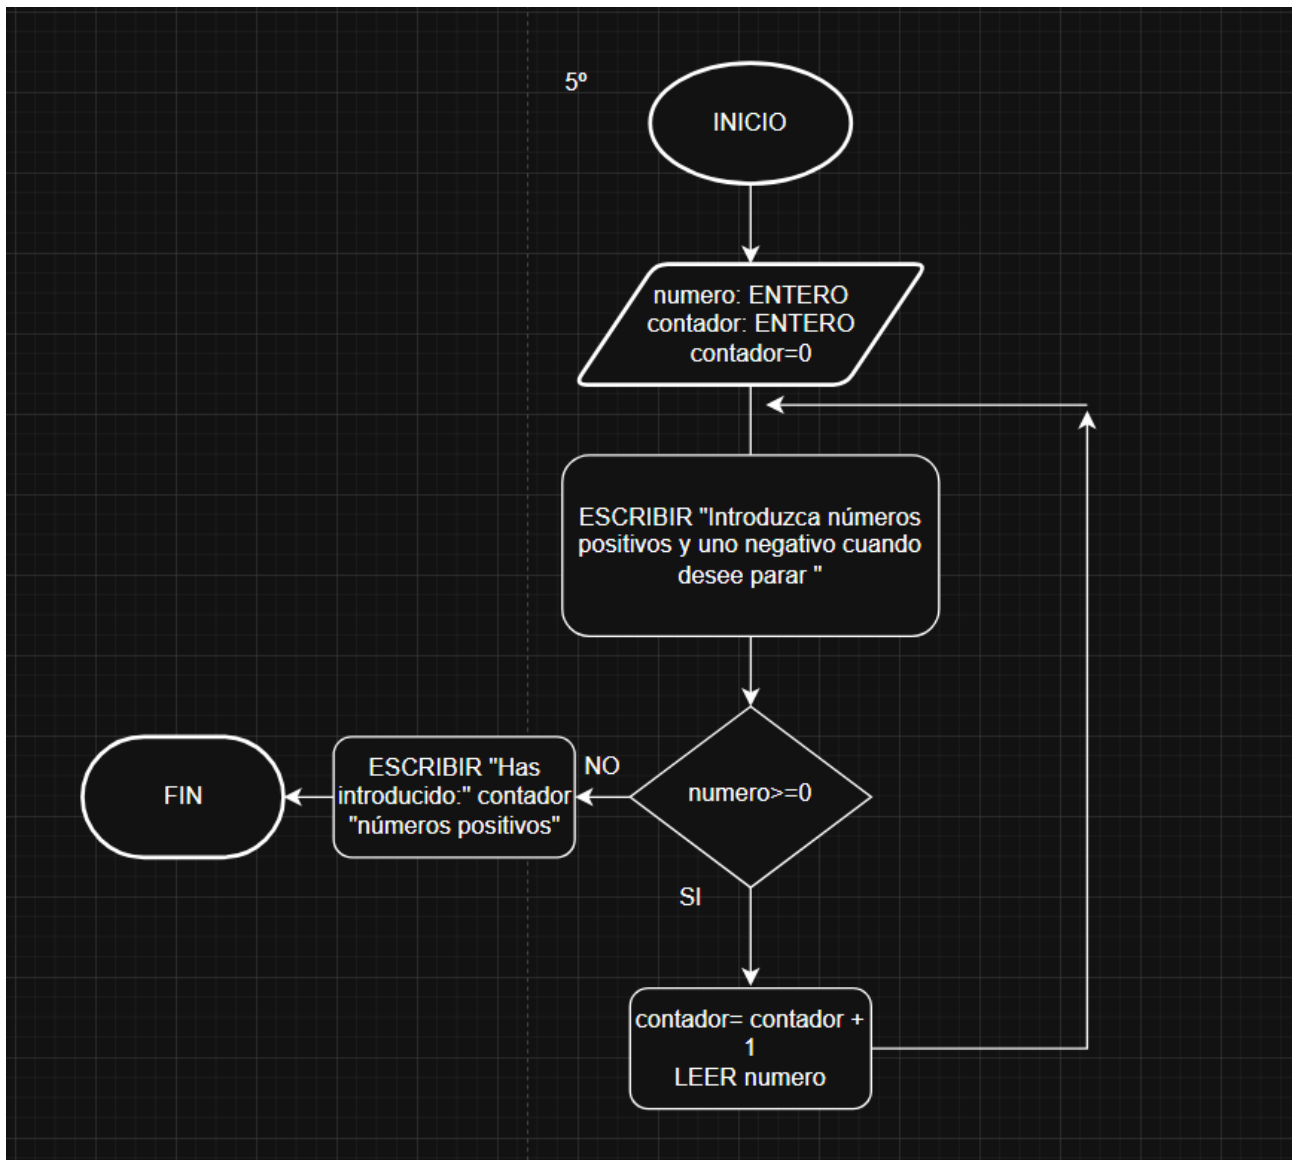 5º
INICIO
numero: ENTERO
contador: ENTERO
contador=0
ESCRIBIR "Introduzca números
positivos y uno negativo cuando
desee parar "
numero>=0
NO
ESCRIBIR "Has
introducido:" contador
"números positivos"
FIN
SI
contador= contador +
1
LEER numero